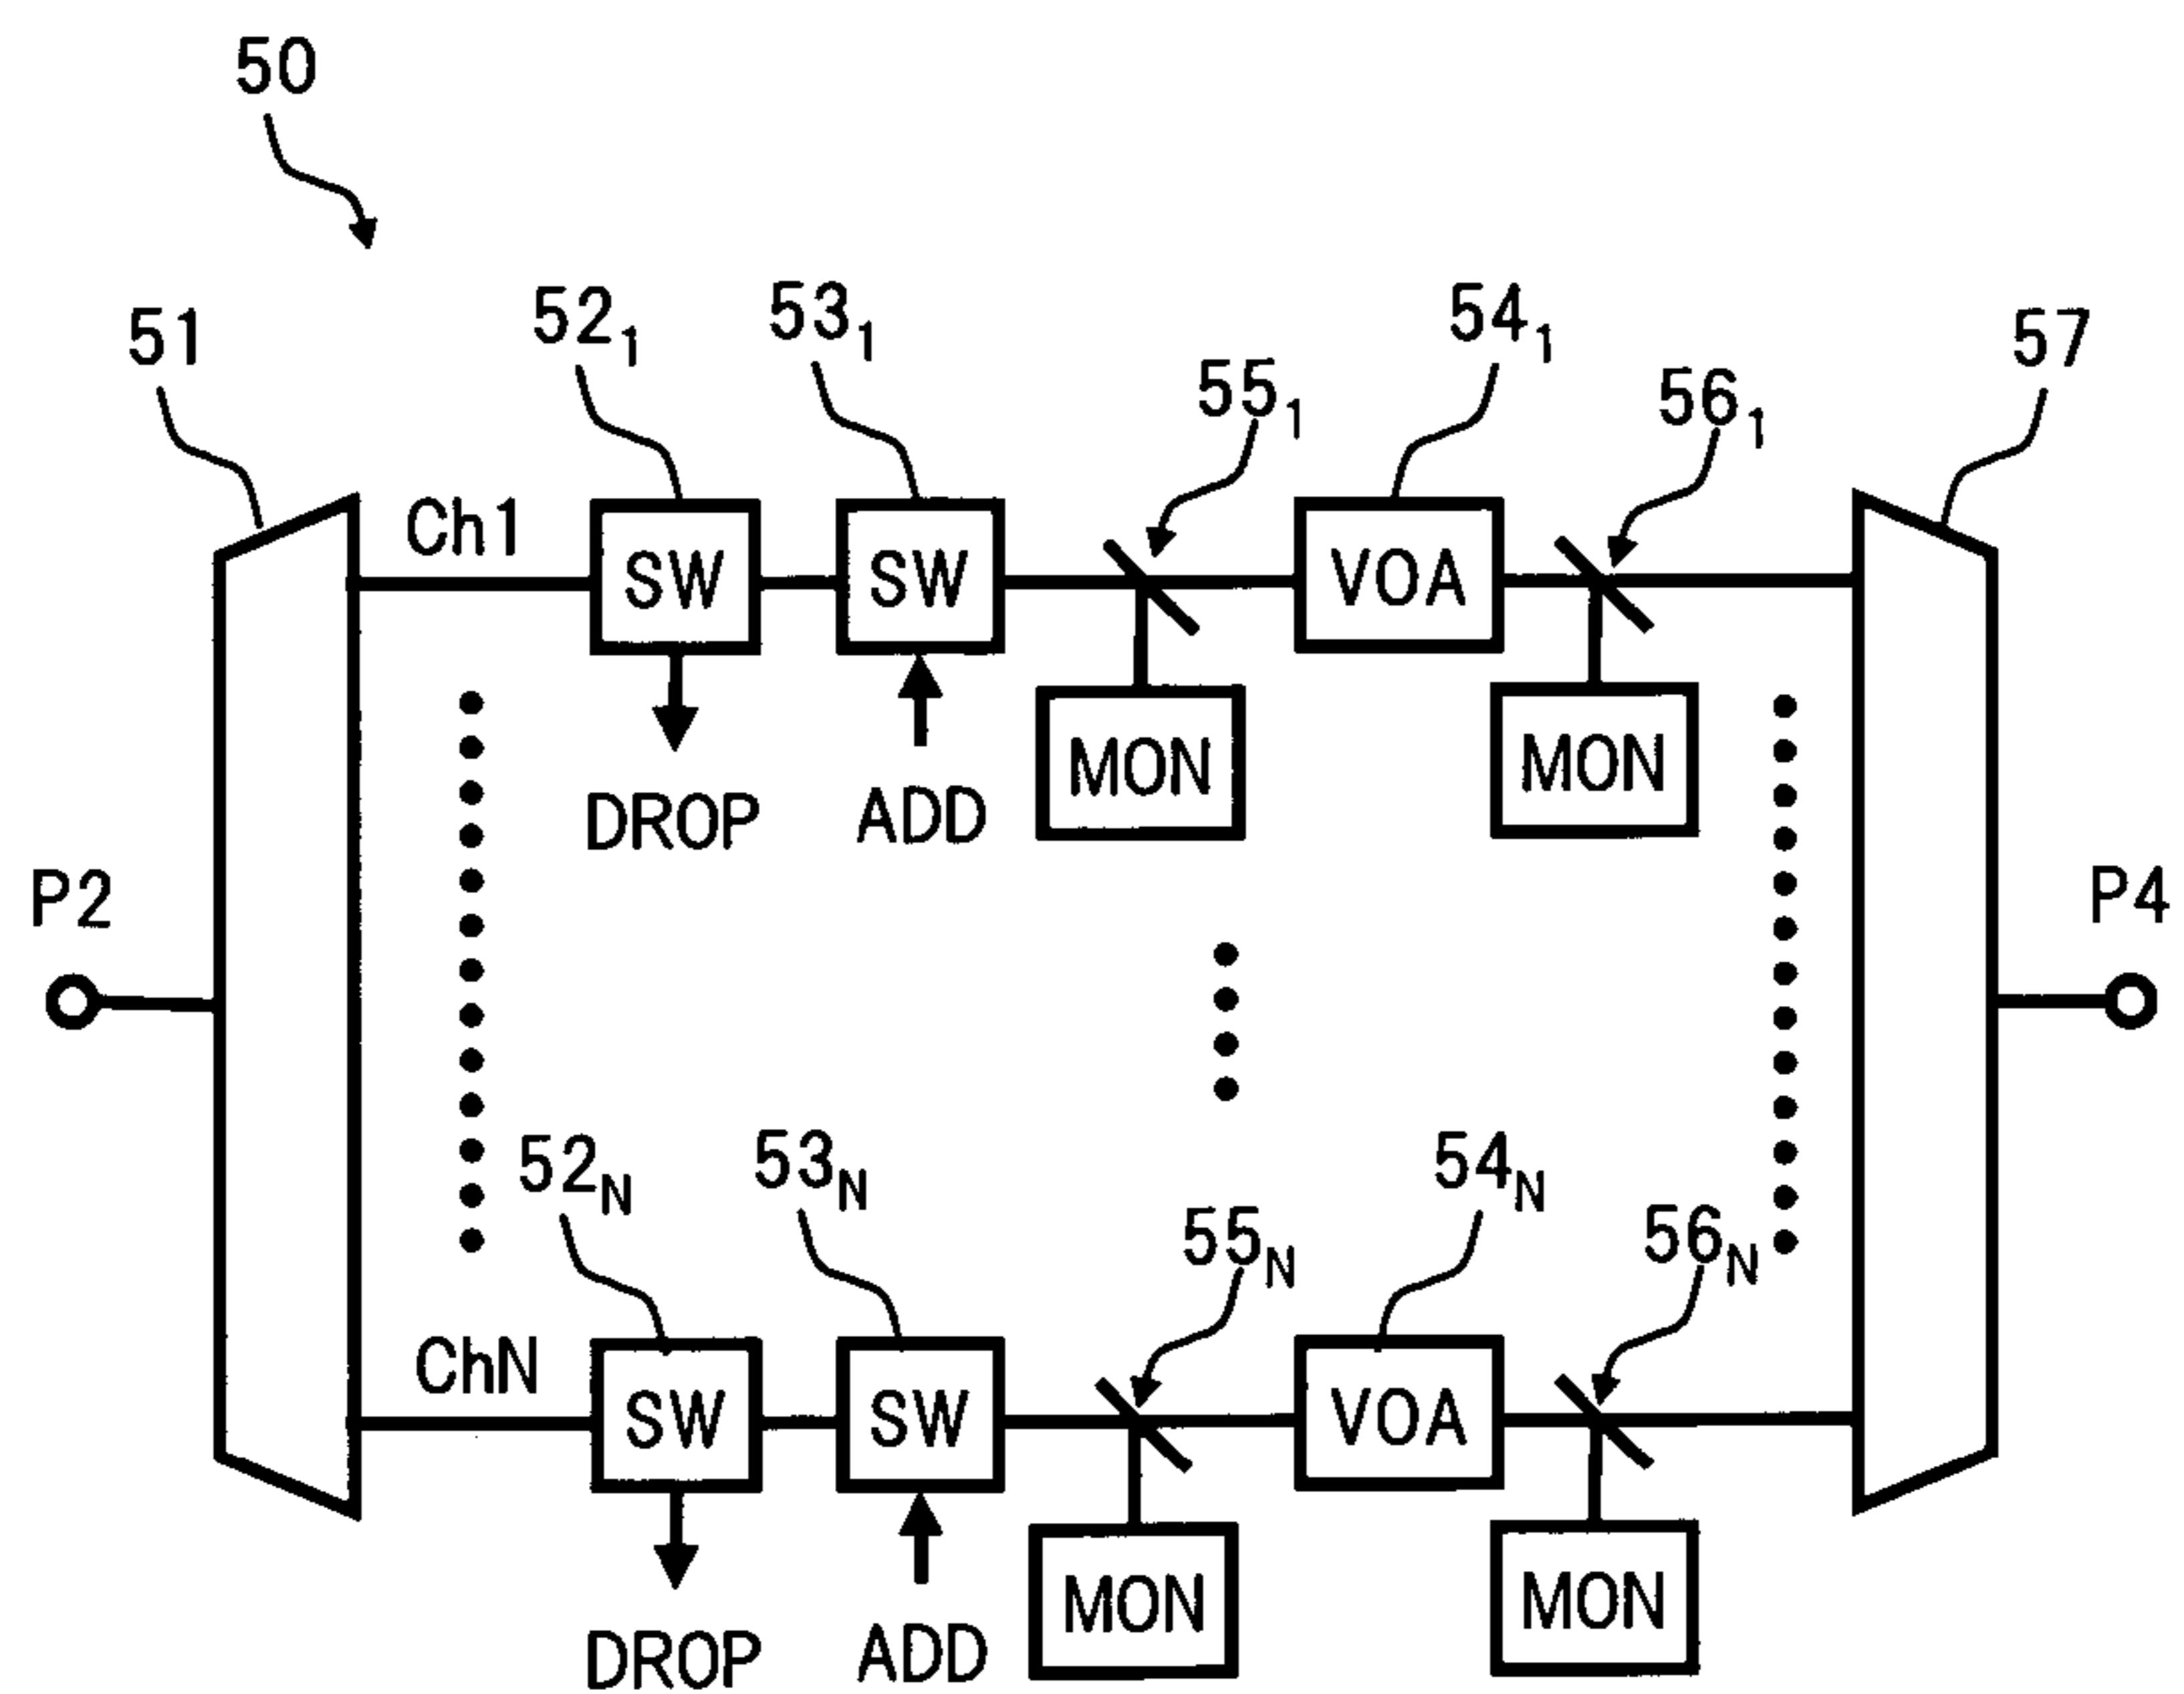 50
51
52₁
53₁
54₁
57
55₁
56₁
Ch1
SW
SW
VOA
MON
MON
DROP
ADD
P2
P4
52N
53N
54N
55N
56N
ChN
SW
SW
VOA
MON
MON
DROP
ADD